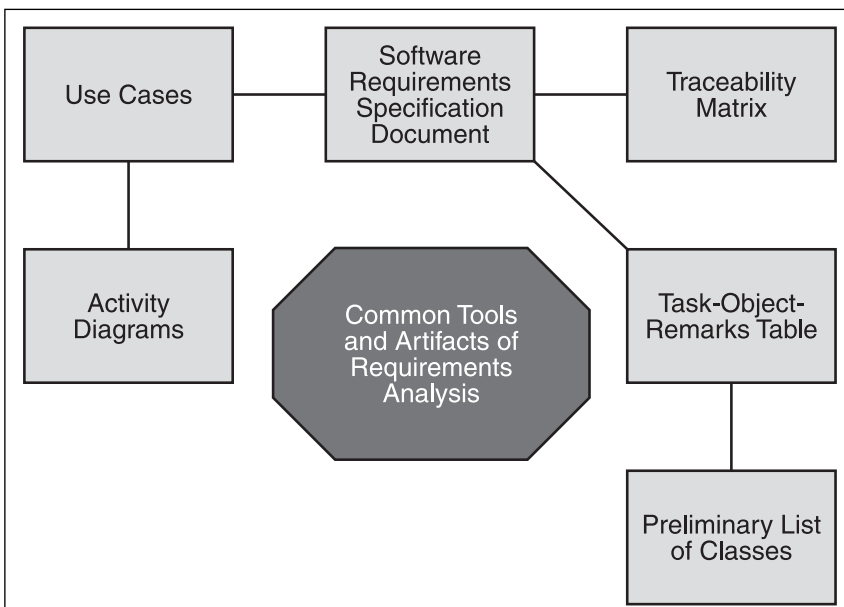 Use Cases
Software
Requirements
Specification
Document
Traceability
Matrix
Activity
Diagrams
Common Tools
and Artifacts of
Requirements
Analysis
Task-Object-
Remarks Table
Preliminary List
of Classes